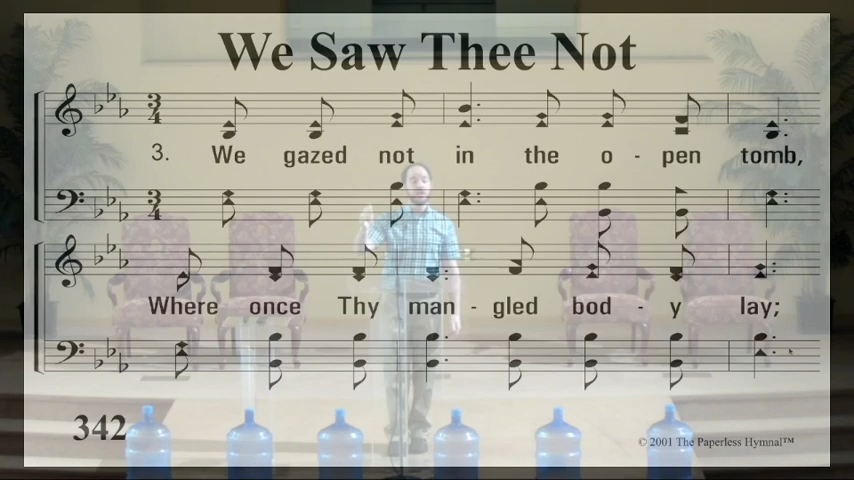 We Saw Thee Not
3. We gazed not in the o - pen tomb,
Where once Thy man - gled bod - y lay;
342
© 2001 The Paperless Hymnal™